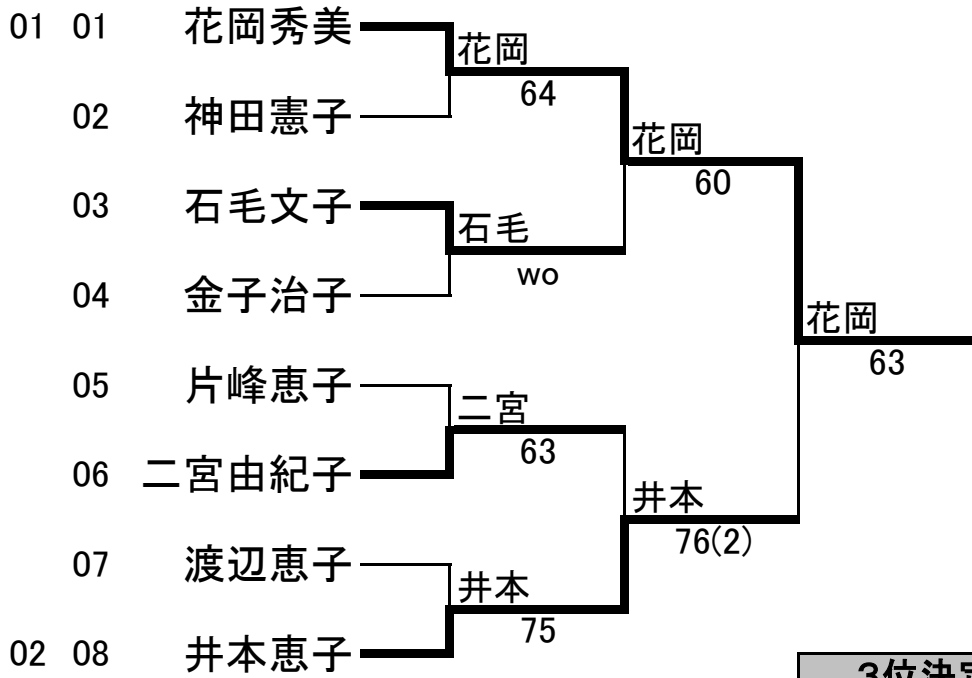 01 01 花岡秀美
花岡
64
02 神田憲子
花岡
60
03 石毛文子
石毛
wo
04 金子治子
花岡
63
05 片峰恵子
二宮
63
06 二宮由紀子
井本
76(2)
07 渡辺恵子
井本
75
02 08 井本恵子
3位決定